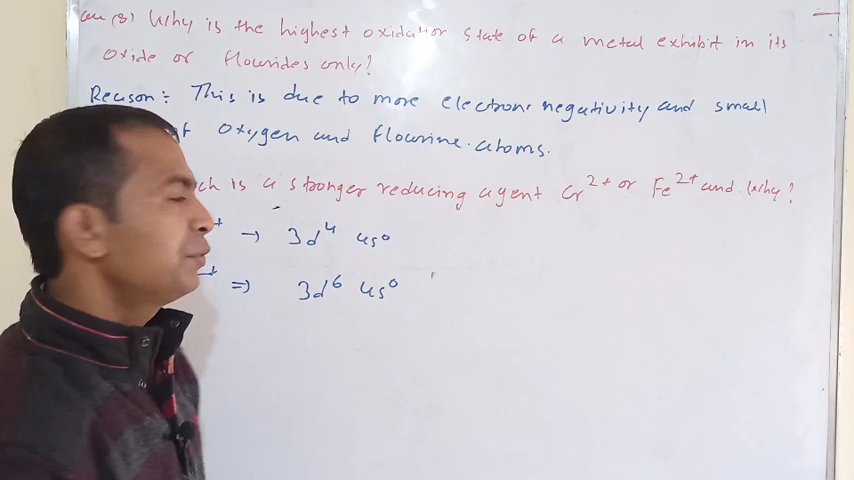 (8) Why is the highest oxidation state of a metal exhibit in its
oxide or flourides only?
Reason:- This is due to more electronnegativity and small
of oxygen and flourine atoms.
is a stronger reducing agent Cr²⁺ or Fe²⁺ and why?
→ 3d⁴ 4s⁰
⇒ 3d⁶ 4s⁰